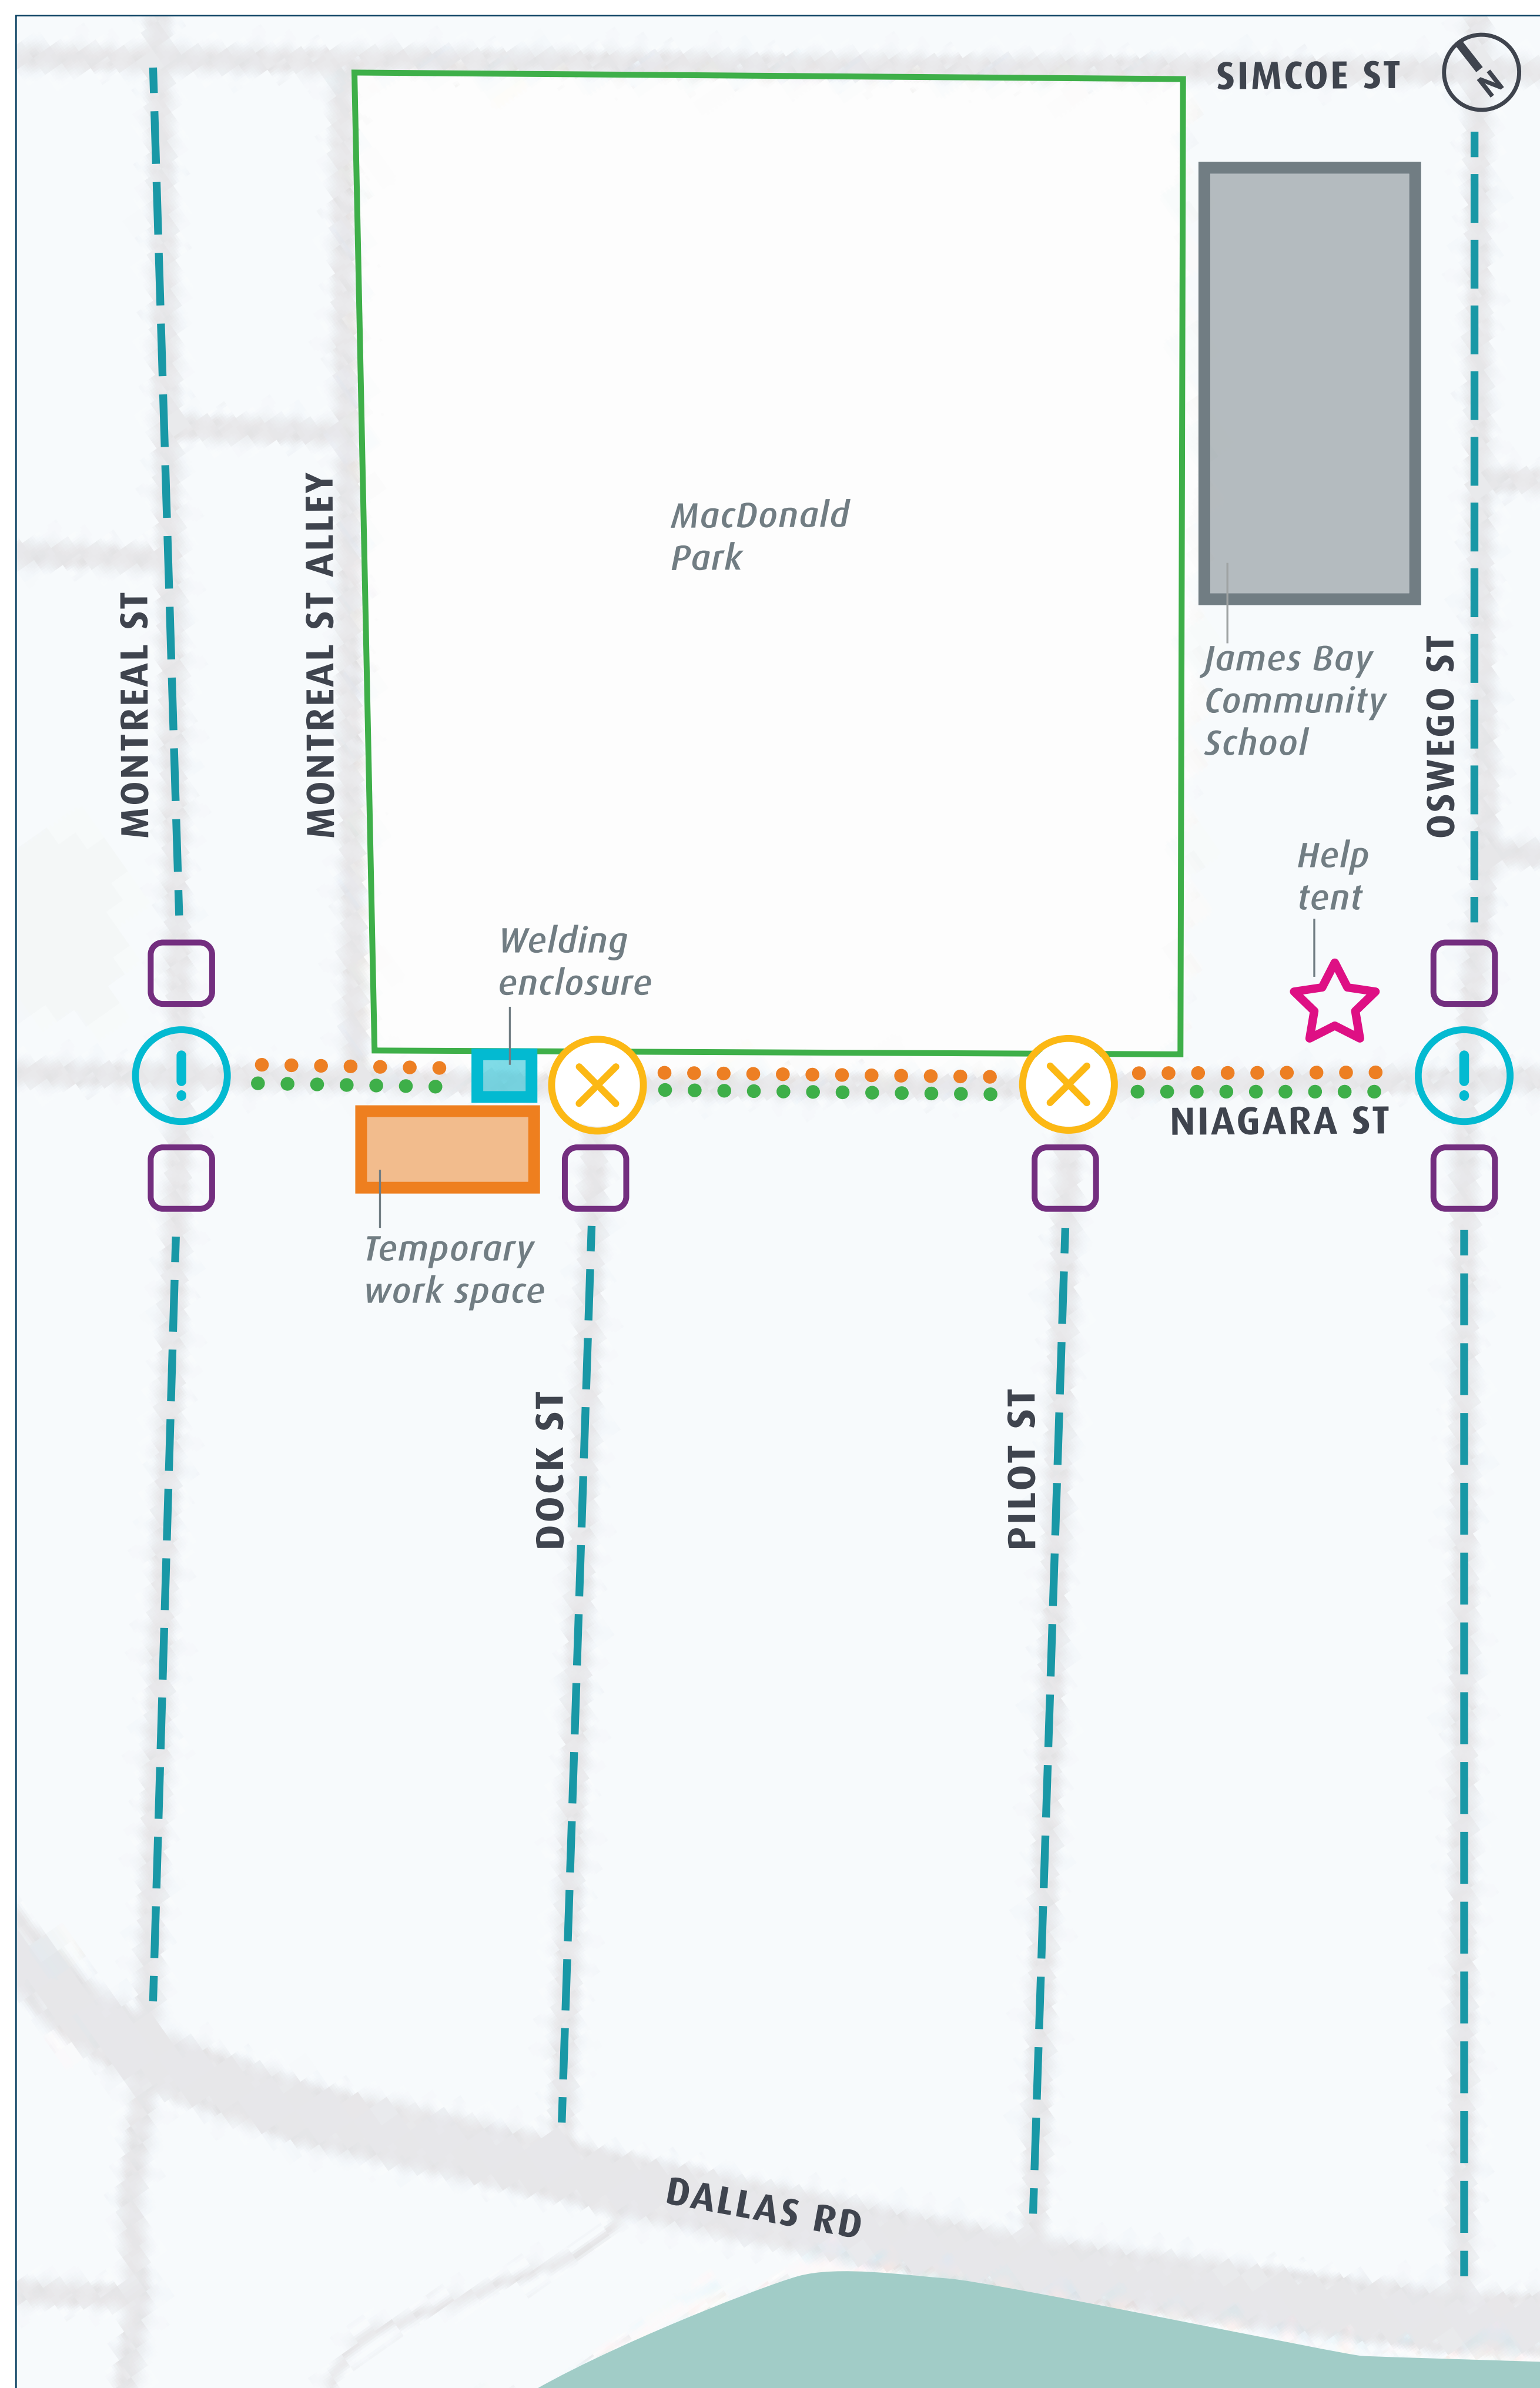 SIMCOE ST
N
MacDonald
Park
MONTREAL ST
MONTREAL ST ALLEY
James Bay
Community
School
OSWEGO ST
Help
tent
Welding
enclosure
NIAGARA ST
Temporary
work space
DOCK ST
PILOT ST
DALLAS RD